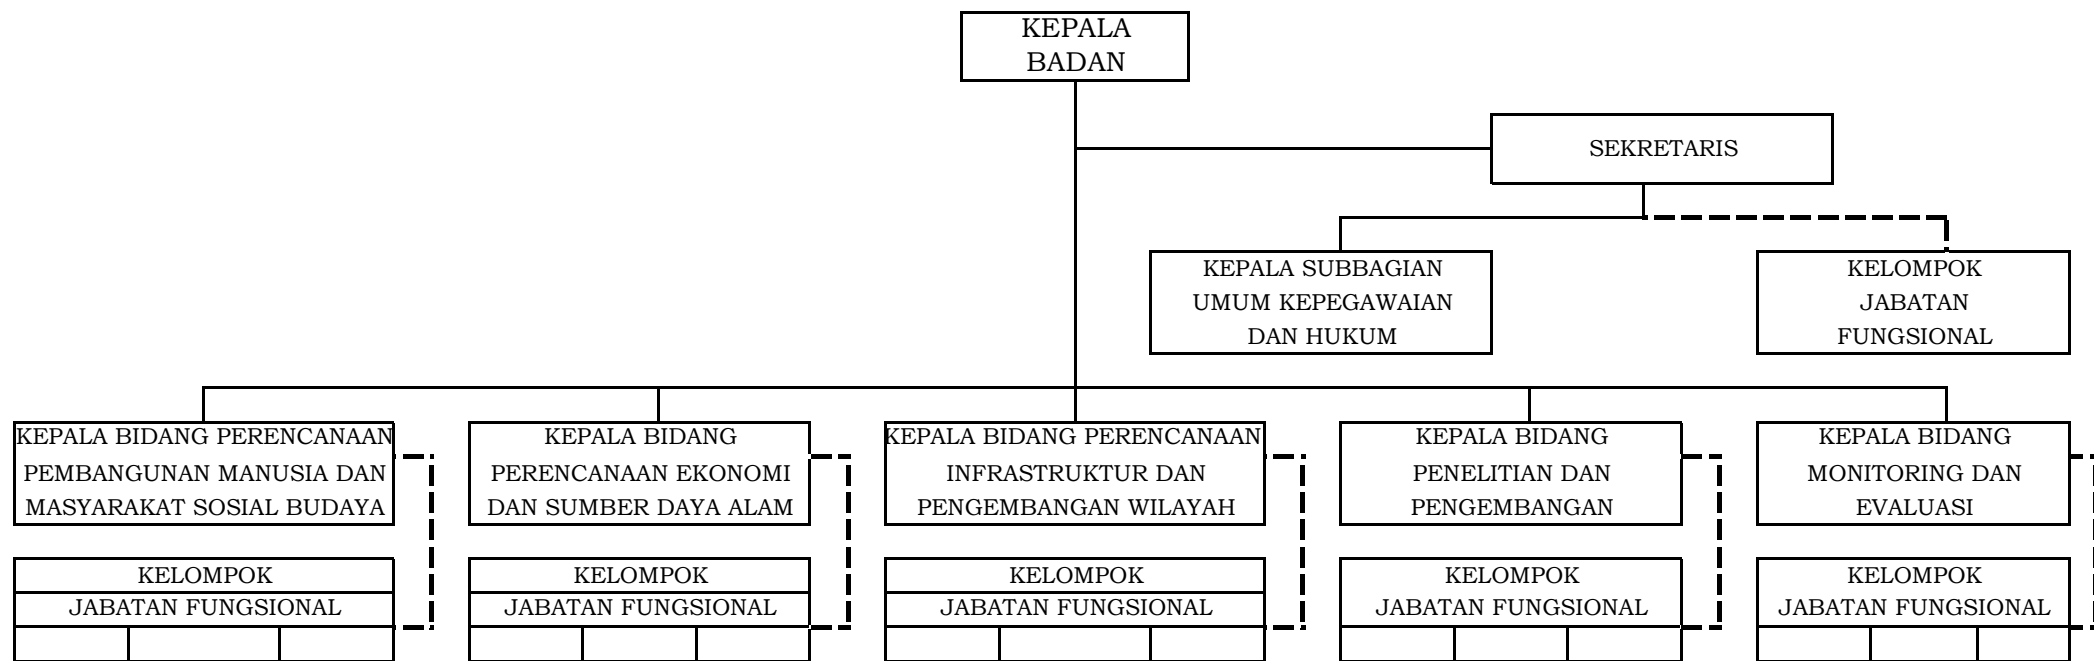 KEPALA
BADAN
SEKRETARIS
KEPALA SUBBAGIAN
UMUM KEPEGAWAIAN
DAN HUKUM
KELOMPOK
JABATAN
FUNGSIONAL
KEPALA BIDANG PERENCANAAN
PEMBANGUNAN MANUSIA DAN
MASYARAKAT SOSIAL BUDAYA
KEPALA BIDANG
PERENCANAAN EKONOMI
DAN SUMBER DAYA ALAM
KEPALA BIDANG PERENCANAAN
INFRASTRUKTUR DAN
PENGEMBANGAN WILAYAH
KEPALA BIDANG
PENELITIAN DAN
PENGEMBANGAN
KEPALA BIDANG
MONITORING DAN
EVALUASI
KELOMPOK
JABATAN FUNGSIONAL
KELOMPOK
JABATAN FUNGSIONAL
KELOMPOK
JABATAN FUNGSIONAL
KELOMPOK
JABATAN FUNGSIONAL
KELOMPOK
JABATAN FUNGSIONAL